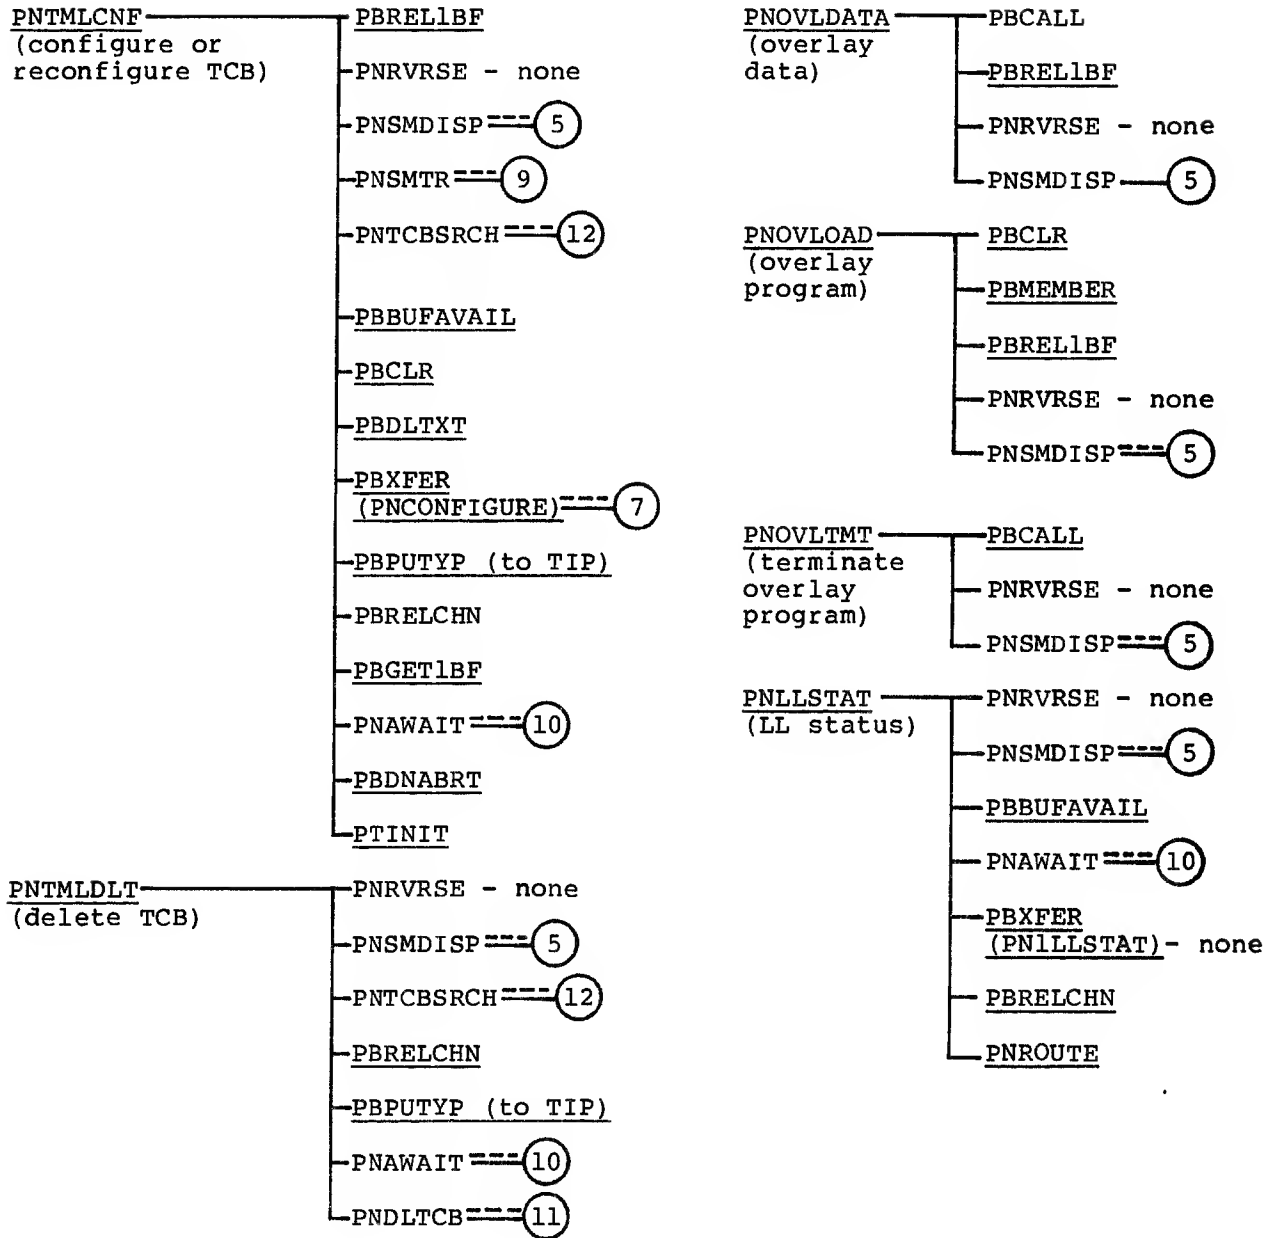 PNTMLCNF
(configure or
reconfigure TCB)
PBREL1BF
PNRVRSE - none
PNSMDISP 5
PNSMTR 9
PNTCBSRCH 12
PBBUFAVAIL
PBCLR
PBDLTXT
PBXFER
(PNCONFIGURE) 7
PBPUTYP (to TIP)
PBRELCHN
PBGET1BF
PNAWAIT 10
PBDNABRT
PTINIT
PNTMLDLT
(delete TCB)
PNRVRSE - none
PNSMDISP 5
PNTCBSRCH 12
PBRELCHN
PBPUTYP (to TIP)
PNAWAIT 10
PNDLTCB 11
PNOVLDATA
(overlay
data)
PBCALL
PBREL1BF
PNRVRSE - none
PNSMDISP 5
PNOVLOAD
(overlay
program)
PBCLR
PBMEMBER
PBREL1BF
PNRVRSE - none
PNSMDISP 5
PNOVLTMT
(terminate
overlay
program)
PBCALL
PNRVRSE - none
PNSMDISP 5
PNLLSTAT
(LL status)
PNRVRSE - none
PNSMDISP 5
PBBUFAVAIL
PNAWAIT 10
PBXFER
(PN1LLSTAT) - none
PBRELCHN
PNROUTE